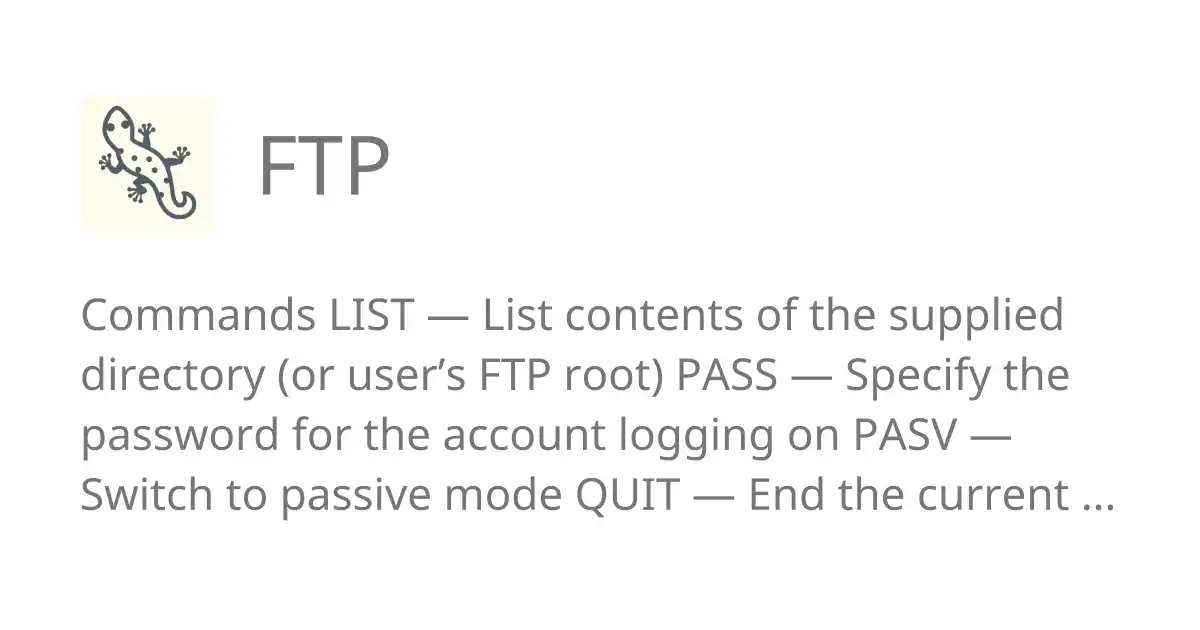 FTP
Commands LIST — List contents of the supplied
directory (or user’s FTP root) PASS — Specify the
password for the account logging on PASV —
Switch to passive mode QUIT — End the current ...